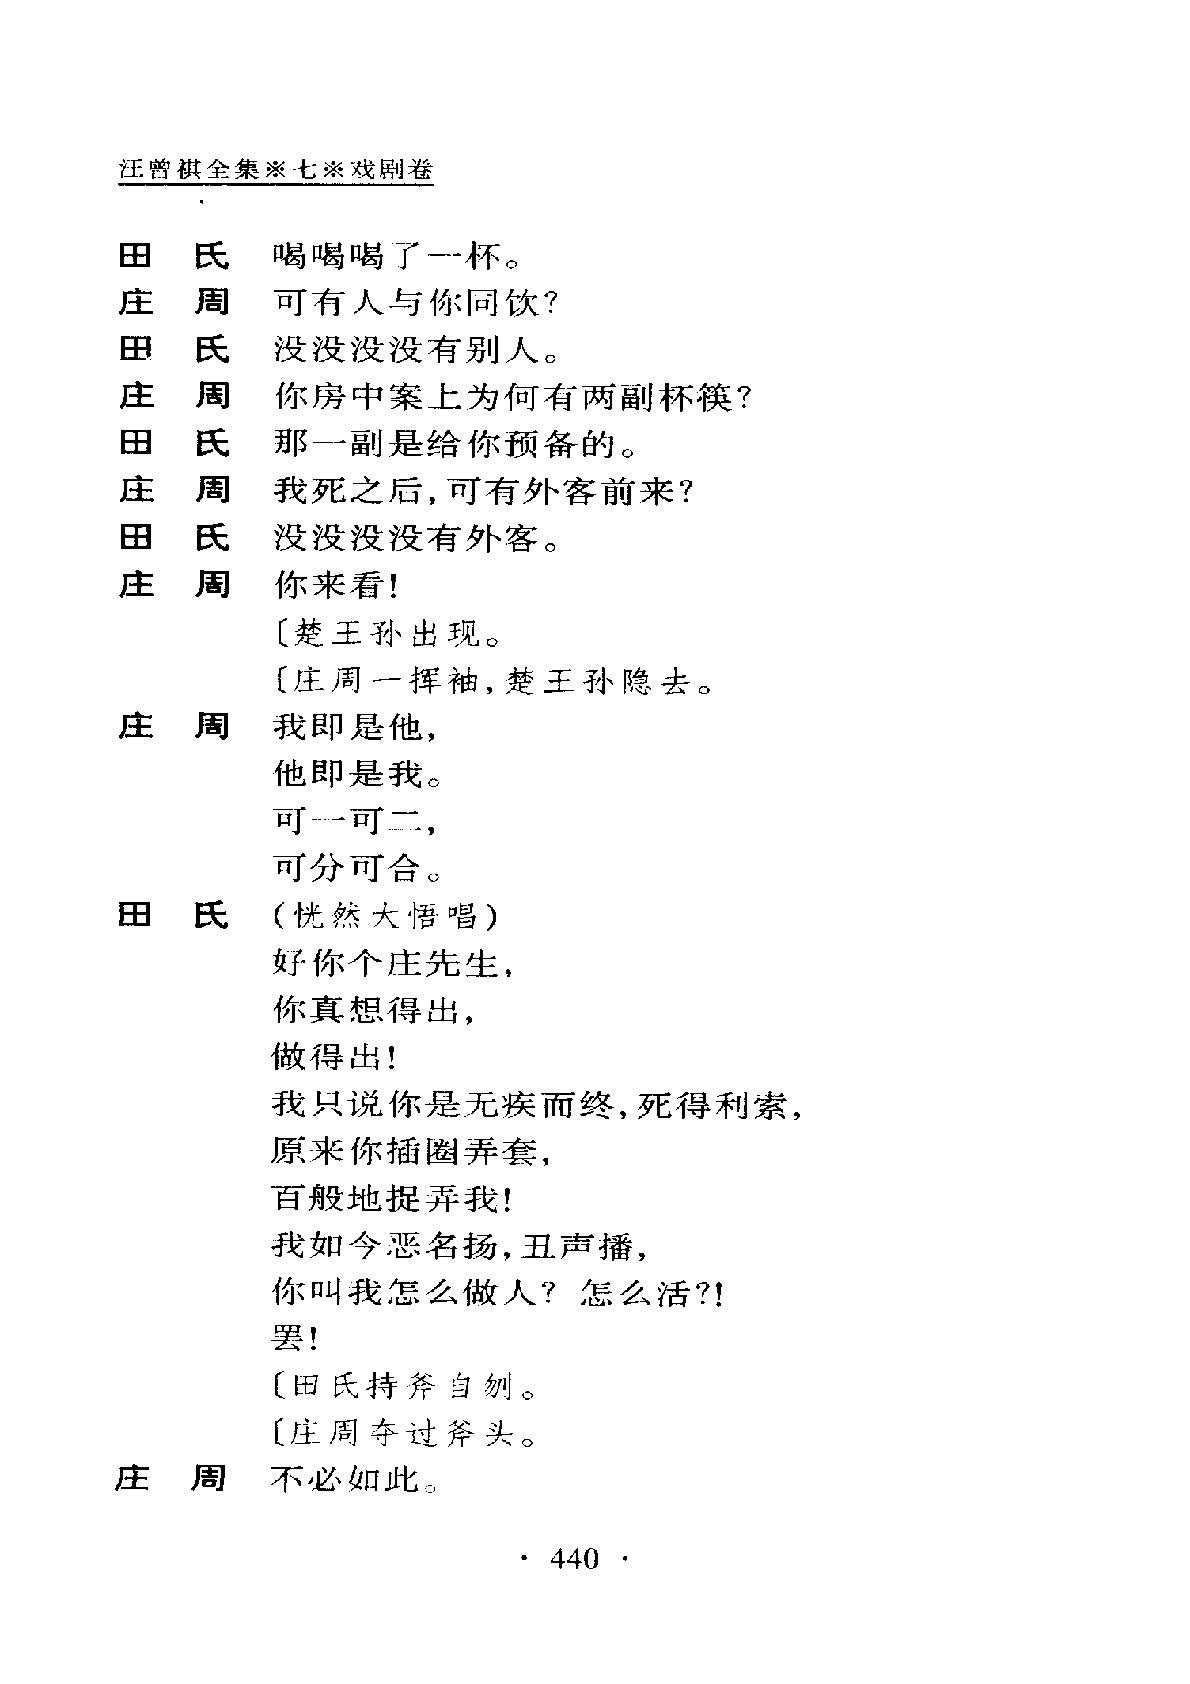 汪曾祺全集※七※戏剧卷
田　氏　喝喝喝了一杯。
庄　周　可有人与你同饮？
田　氏　没没没没有别人。
庄　周　你房中案上为何有两副杯筷？
田　氏　那一副是给你预备的。
庄　周　我死之后，可有外客前来？
田　氏　没没没没有外客。
庄　周　你来看！
〔楚王孙出现。
〔庄周一挥袖，楚王孙隐去。
庄　周　我即是他，
他即是我。
可一可二，
可分可合。
田　氏　（恍然大悟唱）
好你个庄先生，
你真想得出，
做得出！
我只说你是无疾而终，死得利索，
原来你插圈弄套，
百般地捉弄我！
我如今恶名扬，丑声播，
你叫我怎么做人？怎么活？！
罢！
〔田氏持斧自刎。
〔庄周夺过斧头。
庄　周　不必如此。
· 440 ·